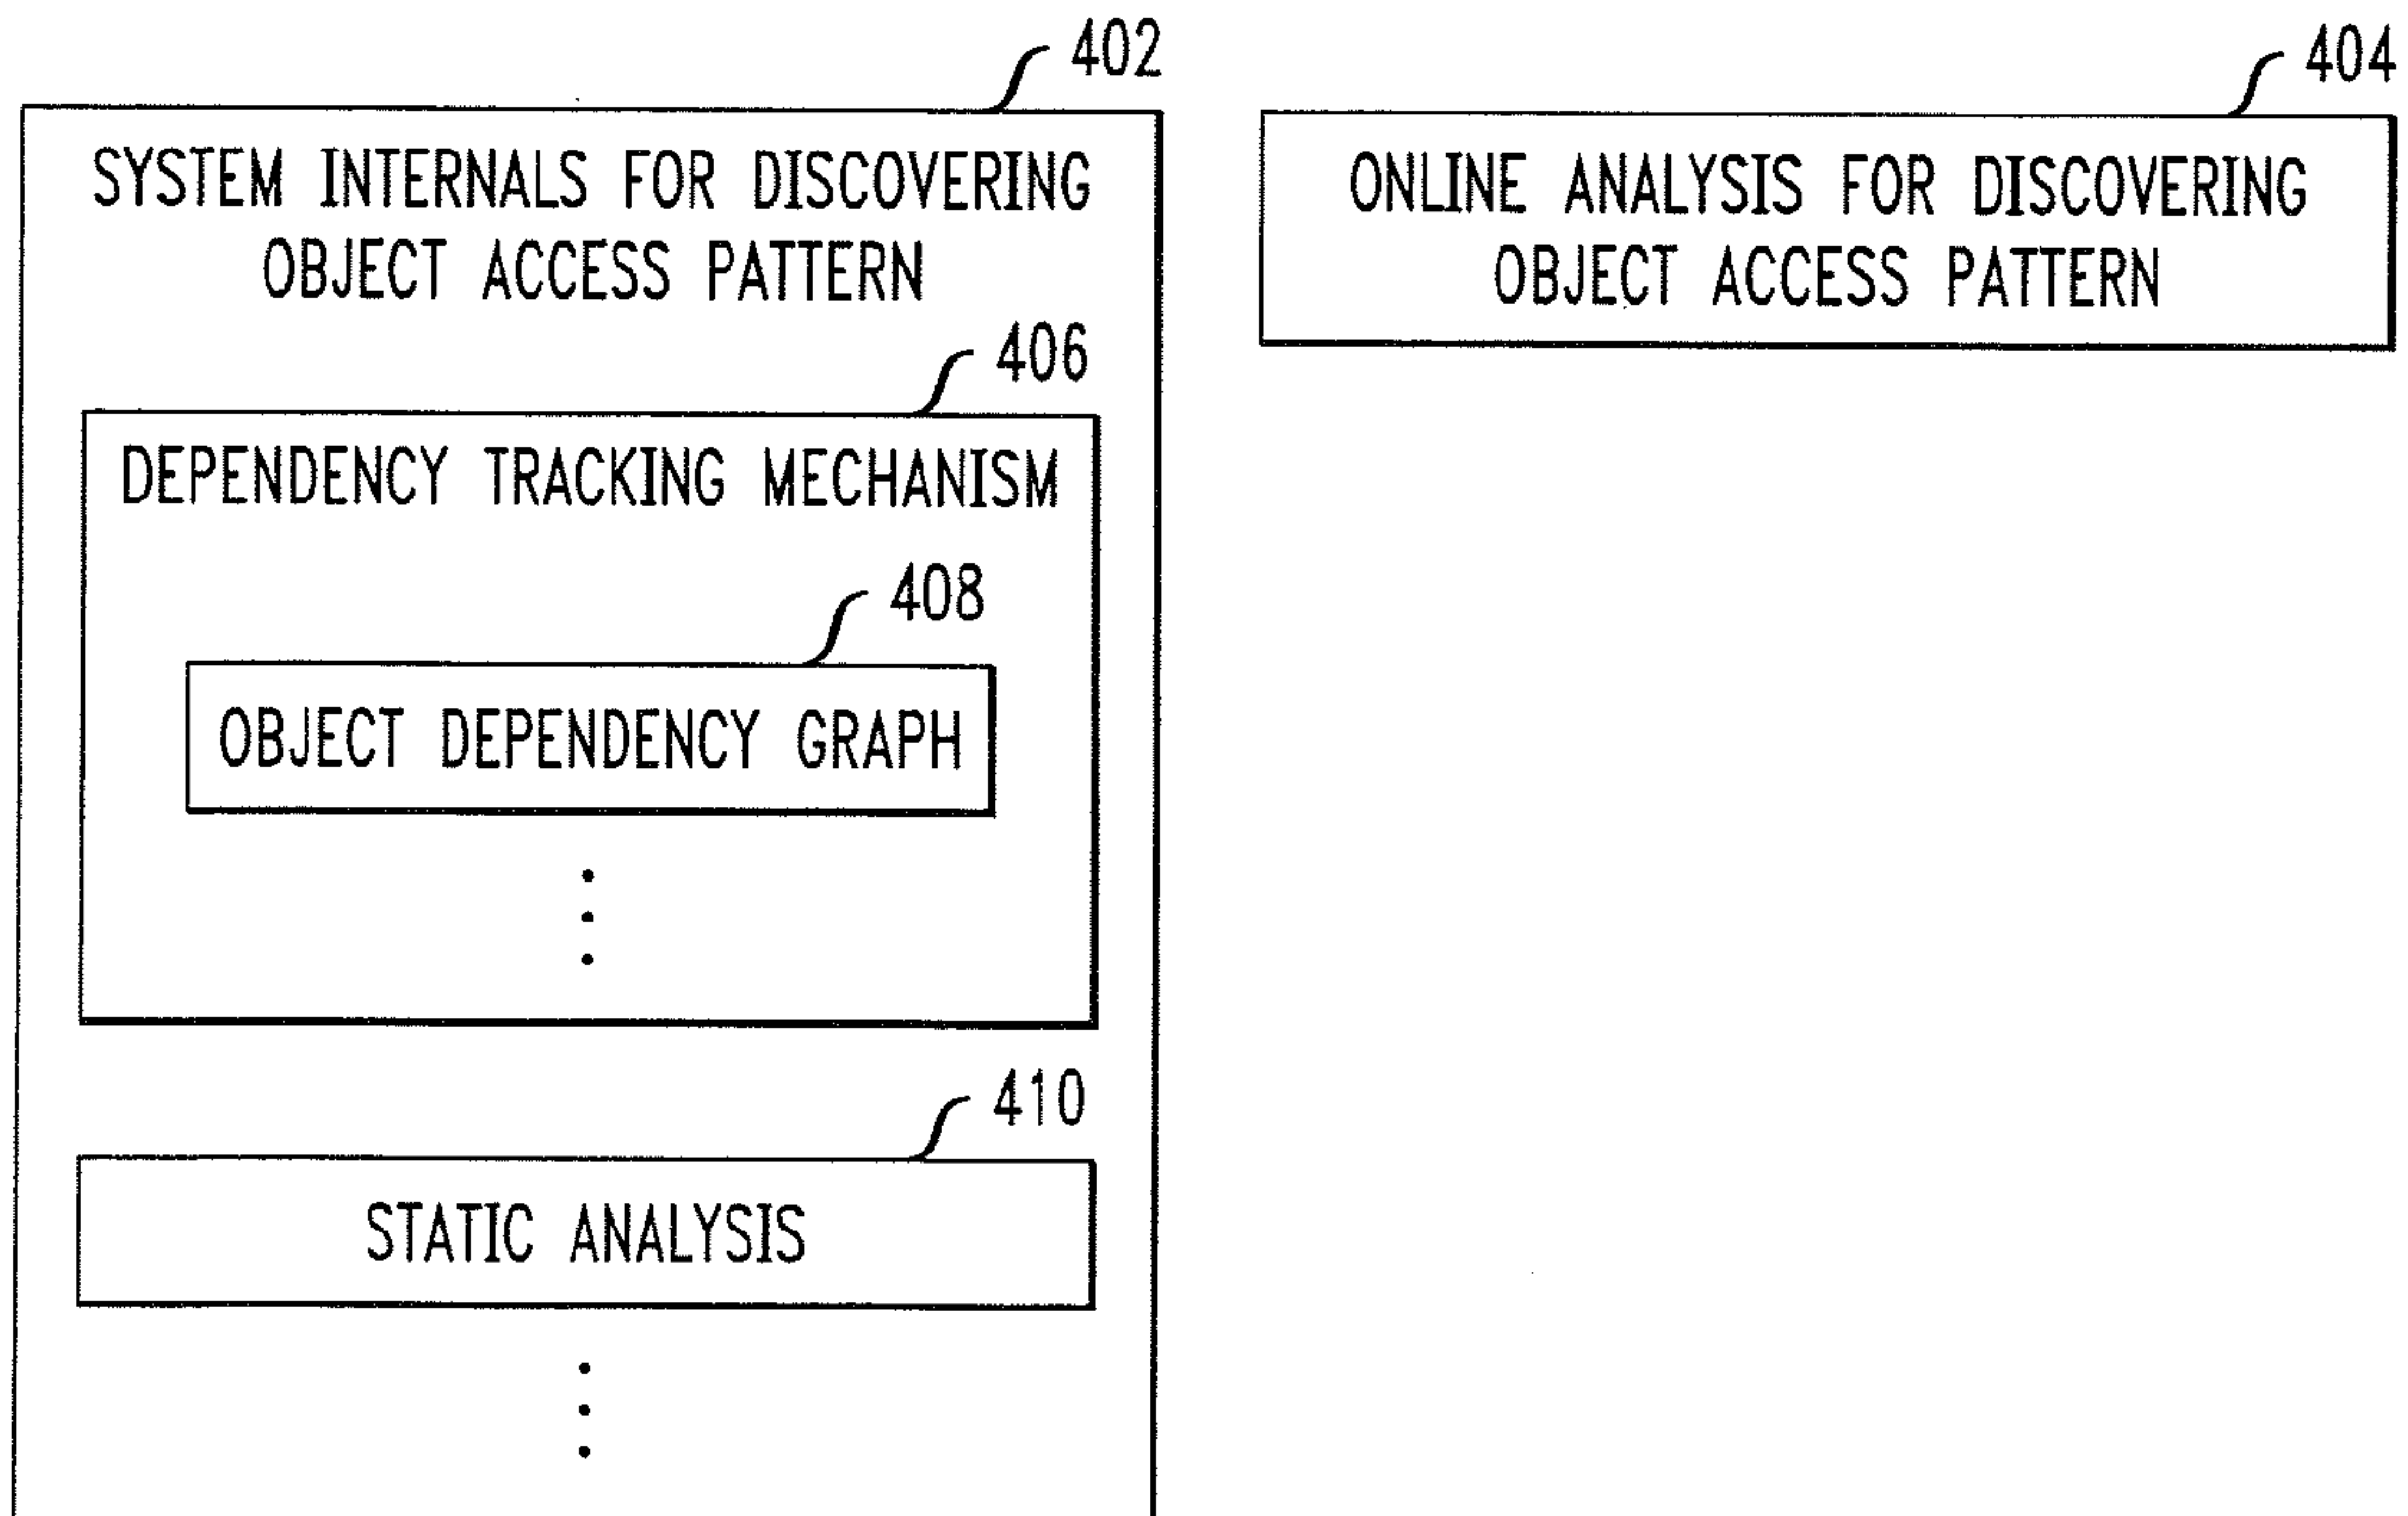 402
SYSTEM INTERNALS FOR DISCOVERING
OBJECT ACCESS PATTERN
406
DEPENDENCY TRACKING MECHANISM
408
OBJECT DEPENDENCY GRAPH
410
STATIC ANALYSIS
404
ONLINE ANALYSIS FOR DISCOVERING
OBJECT ACCESS PATTERN